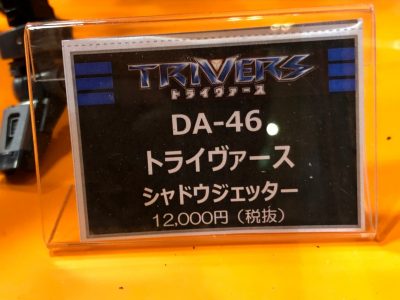 TRIVERS
トライヴァース
DA-46
トライヴァース
シャドウジェッター
12,000円(税抜)